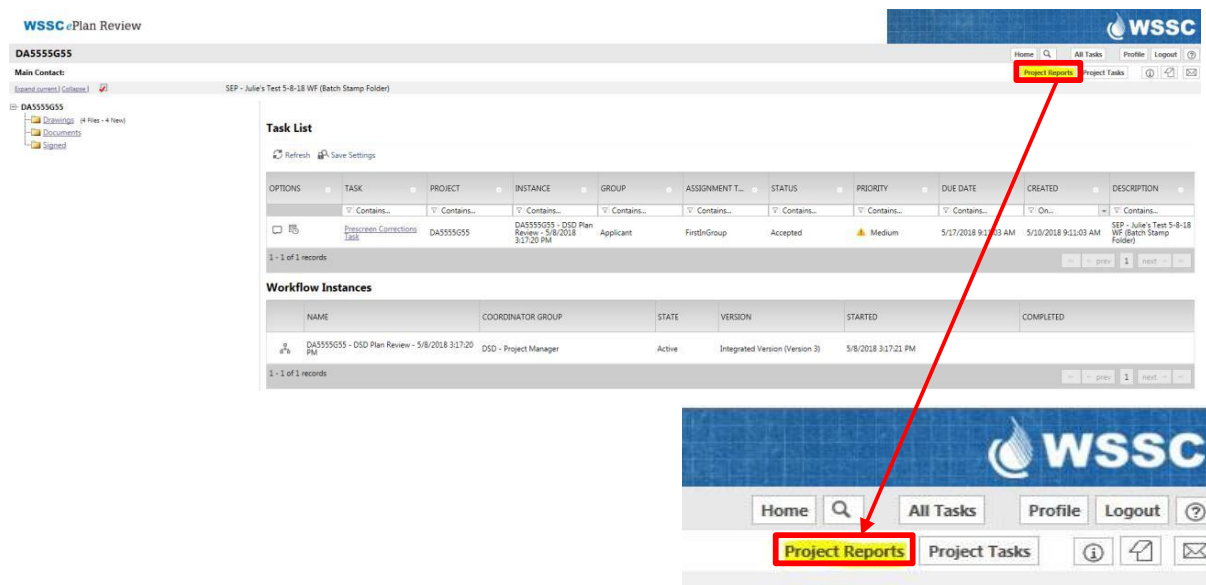 WSSC ePlan Review
WSSC
DA5555G55
Home All Tasks Profile Logout ?
Main Contact:
Project Reports Project Tasks
Expand current | Collapse |
SEP - Julie's Test 5-8-18 WF (Batch Stamp Folder)
DA5555G55
Drawings (4 Files - 4 New)
Documents
Signed
Task List
Refresh Save Settings
OPTIONS TASK PROJECT INSTANCE GROUP ASSIGNMENT T... STATUS PRIORITY DUE DATE CREATED DESCRIPTION
Contains... Contains... Contains... Contains... Contains... Contains... Contains... Contains... On... Contains...
Prescreen Corrections Task DA5555G55 DA5555G55 - DSD Plan Review - 5/8/2018 3:17:20 PM Applicant FirstInGroup Accepted Medium 5/17/2018 9:11:03 AM 5/10/2018 9:11:03 AM SEP - Julie's Test 5-8-18 WF (Batch Stamp Folder)
1 - 1 of 1 records
prev 1 next
Workflow Instances
NAME COORDINATOR GROUP STATE VERSION STARTED COMPLETED
DA5555G55 - DSD Plan Review - 5/8/2018 3:17:20 PM DSD - Project Manager Active Integrated Version (Version 3) 5/8/2018 3:17:21 PM
1 - 1 of 1 records
prev 1 next
WSSC
Home All Tasks Profile Logout ?
Project Reports Project Tasks